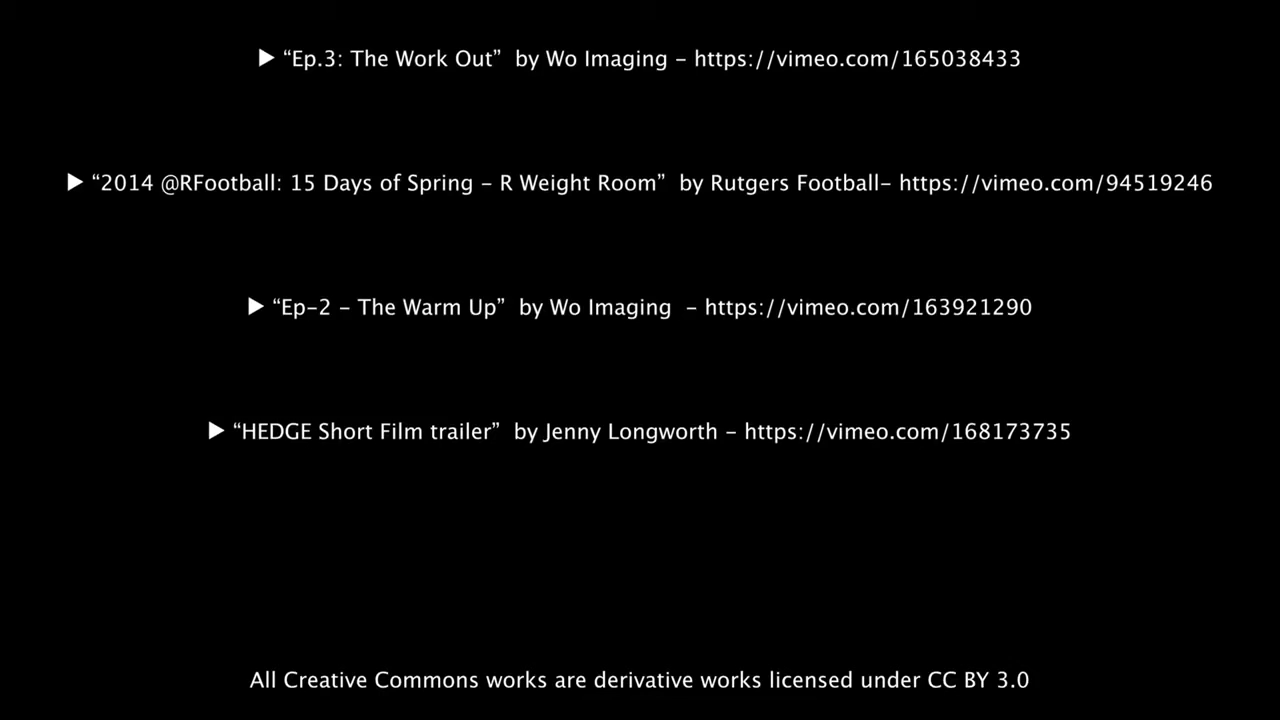 ▶ “Ep.3: The Work Out”  by Wo Imaging – https://vimeo.com/165038433
▶ “2014 @RFootball: 15 Days of Spring – R Weight Room”  by Rutgers Football– https://vimeo.com/94519246
▶ “Ep–2 – The Warm Up”  by Wo Imaging  – https://vimeo.com/163921290
▶ “HEDGE Short Film trailer”  by Jenny Longworth – https://vimeo.com/168173735
All Creative Commons works are derivative works licensed under CC BY 3.0